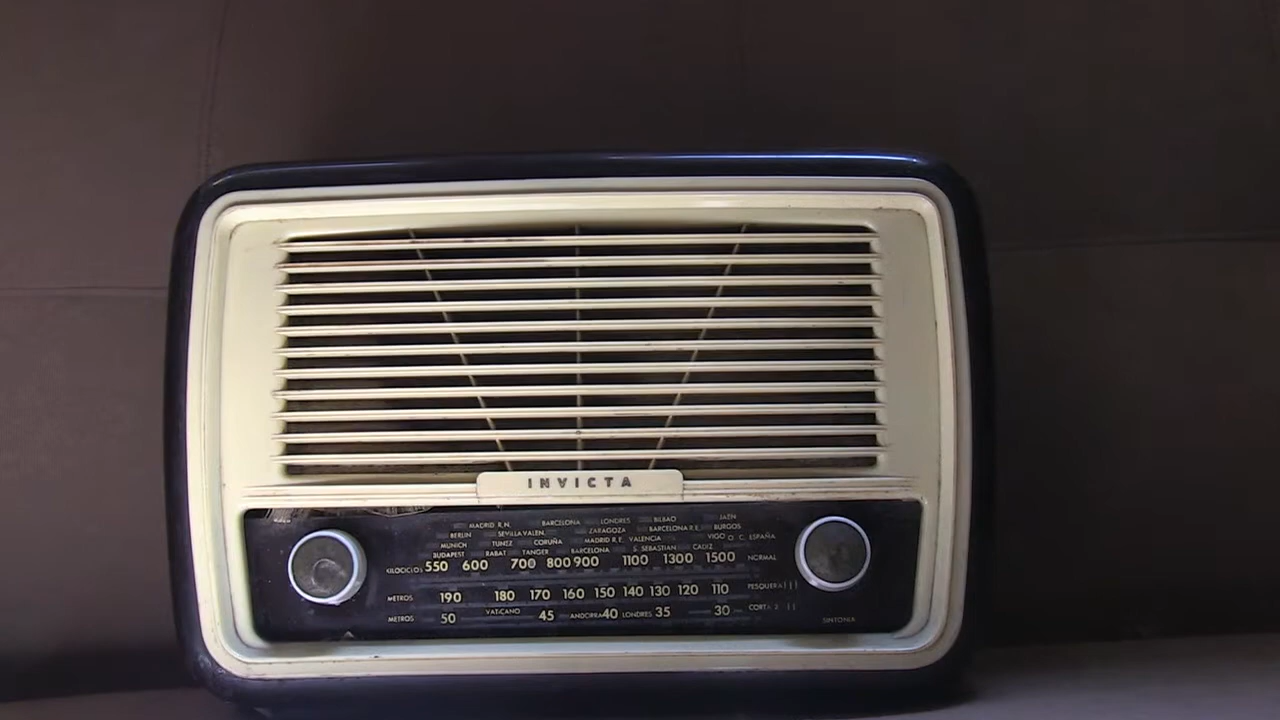 INVICTA
MADRID R.N. BARCELONA LONDRES BILBAO JAEN
BERLIN SEVILLA VALEN. ZARAGOZA BARCELONA R.E. BURGOS
MUNICH TUNEZ CORUÑA MADRID R.E. VALENCIA VIGO O. C. ESPAÑA
BUDAPEST RABAT TANGER BARCELONA S. SEBASTIAN CADIZ
KILOCICLOS 550 600 700 800 900 1100 1300 1500 NORMAL
METROS 190 180 170 160 150 140 130 120 110 PESQUERA
METROS 50 VATICANO 45 ANDORRA 40 LONDRES 35 30 CORTA 2
SINTONIA